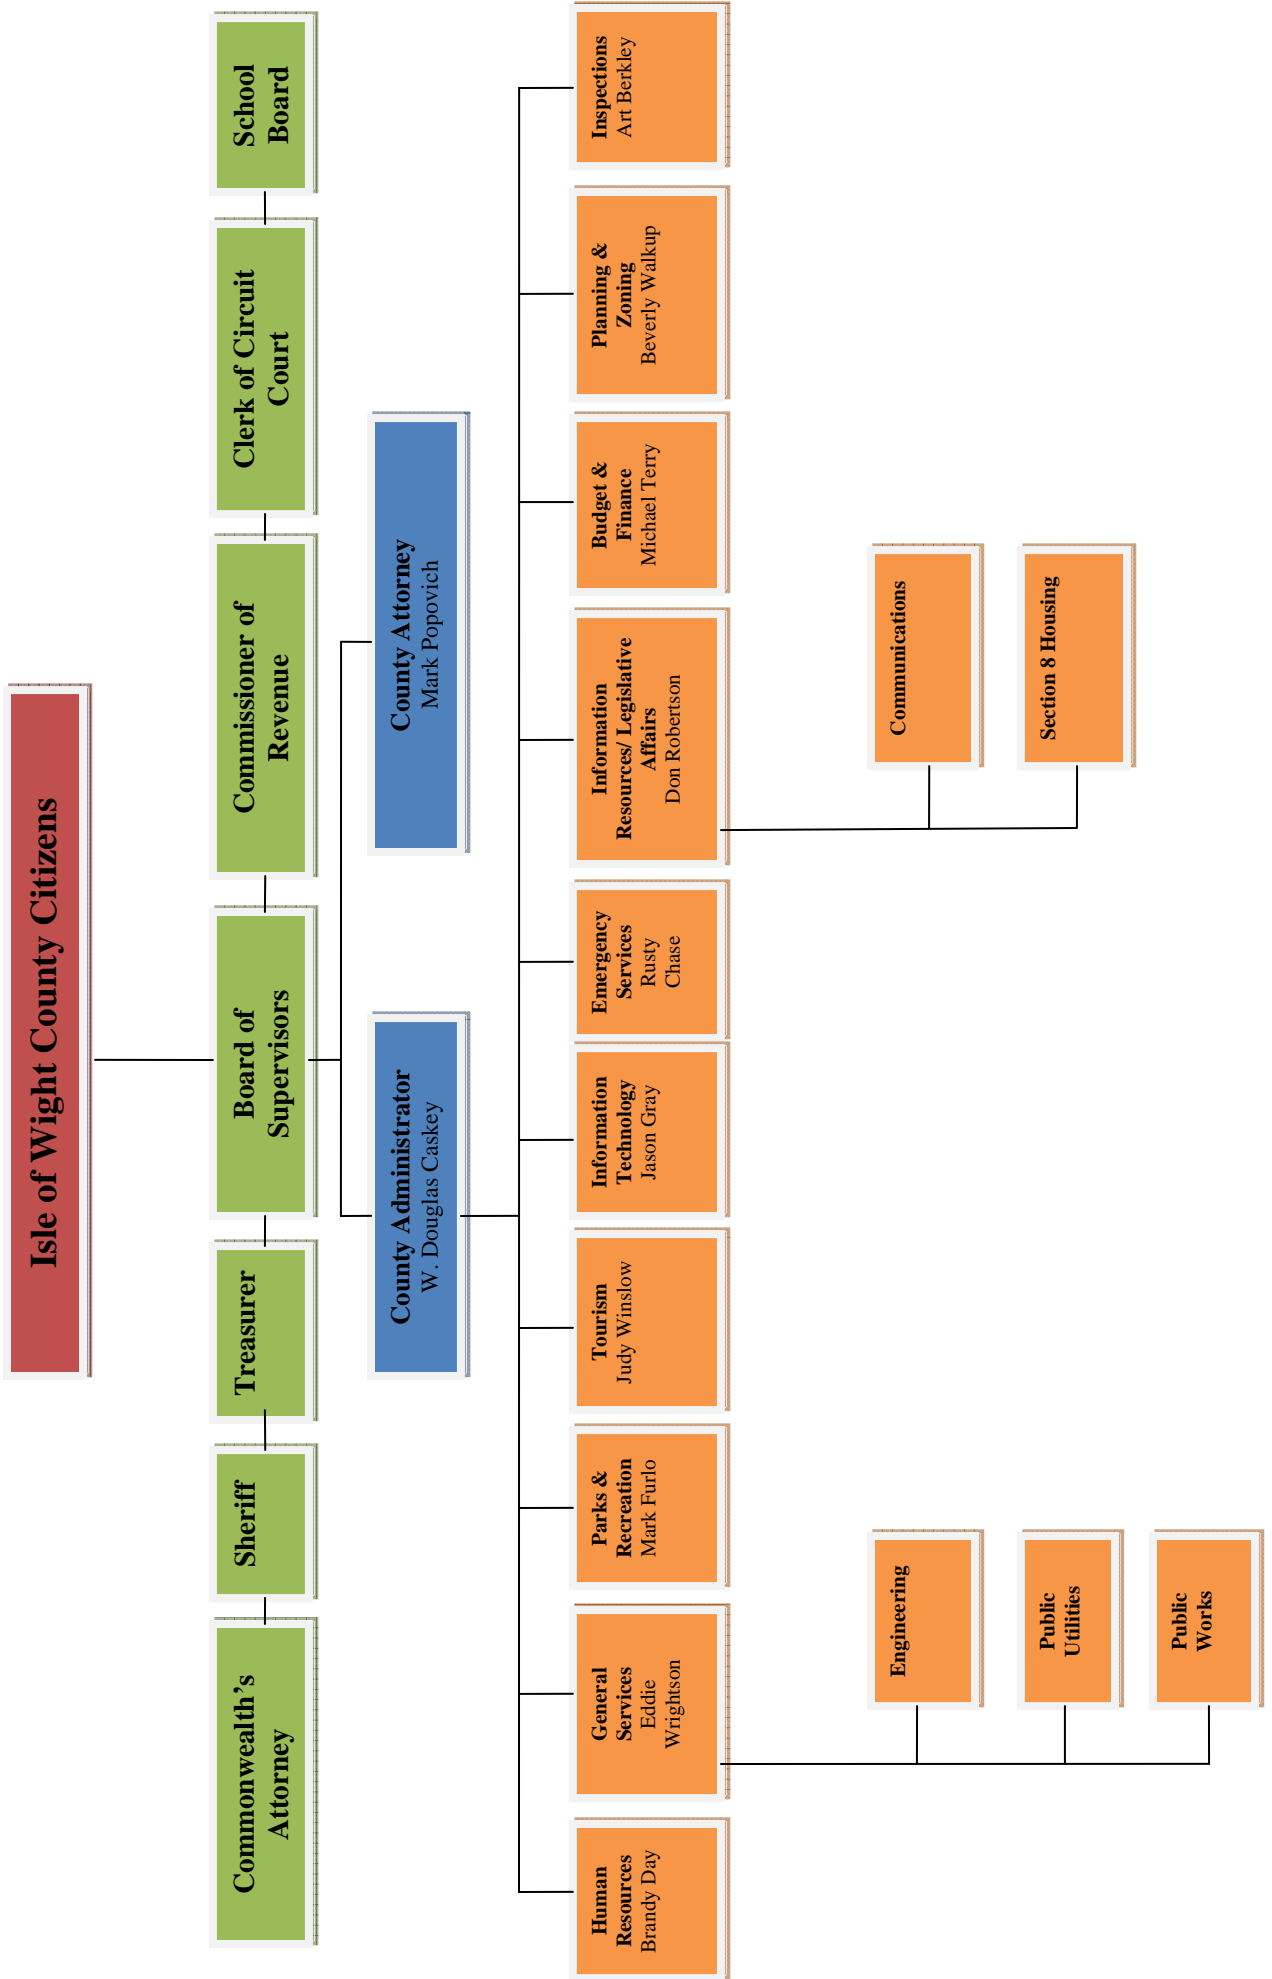 Isle of Wight County Citizens
Commonwealth's
Attorney
Sheriff
Treasurer
Board of
Supervisors
Commissioner of
Revenue
Clerk of Circuit
Court
School
Board
County Administrator
W. Douglas Caskey
County Attorney
Mark Popovich
Human
Resources
Brandy Day
General
Services
Eddie
Wrightson
Parks &
Recreation
Mark Furlo
Tourism
Judy Winslow
Information
Technology
Jason Gray
Emergency
Services
Rusty
Chase
Information
Resources/ Legislative
Affairs
Don Robertson
Budget &
Finance
Michael Terry
Planning &
Zoning
Beverly Walkup
Inspections
Art Berkley
Engineering
Public
Utilities
Public
Works
Communications
Section 8 Housing